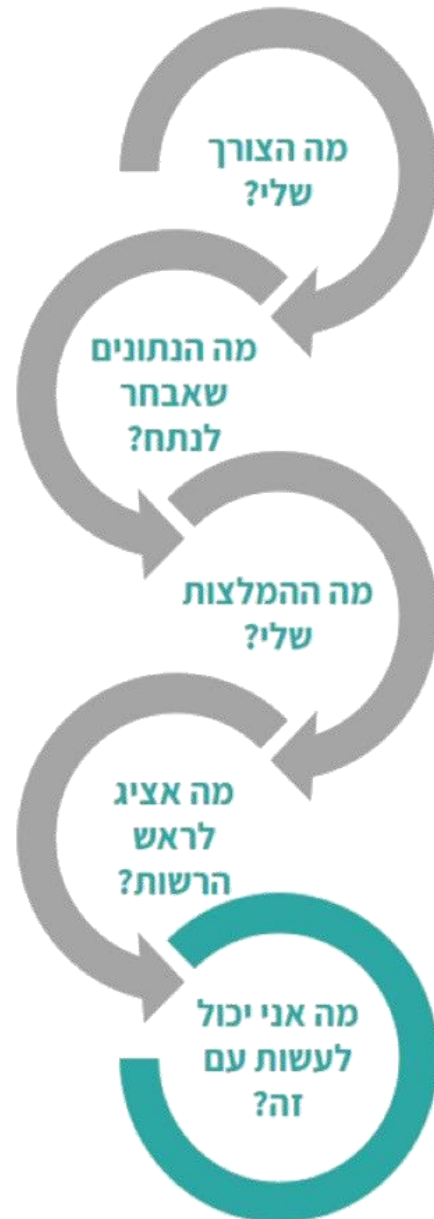 מה הצורך
שלי?
מה הנתונים
שאבחר
לנתח?
מה ההמלצות
שלי?
מה אציג
לראש
הרשות?
מה אני יכול
לעשות עם
זה?